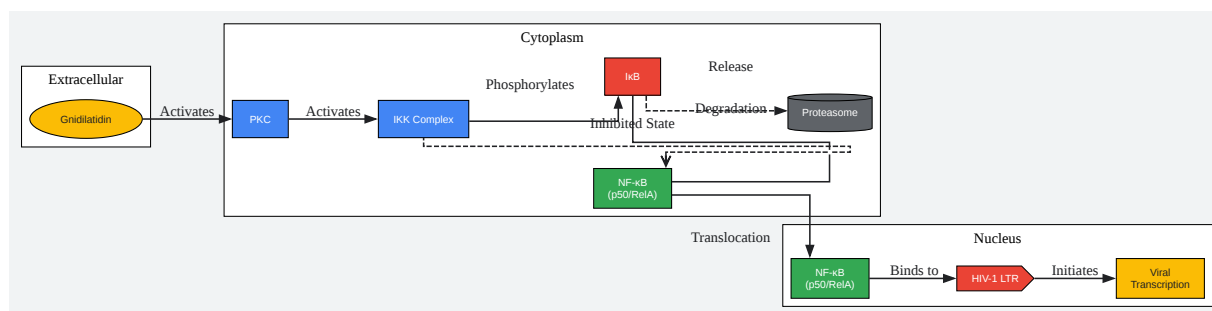 Cytoplasm
Extracellular
Gnidilatidin
Activates
PKC
Activates
IKK Complex
Phosphorylates
IκB
Release
Degradation
Inhibited State
Proteasome
NF-κB
(p50/RelA)
Translocation
Nucleus
NF-κB
(p50/RelA)
Binds to
HIV-1 LTR
Initiates
Viral
Transcription